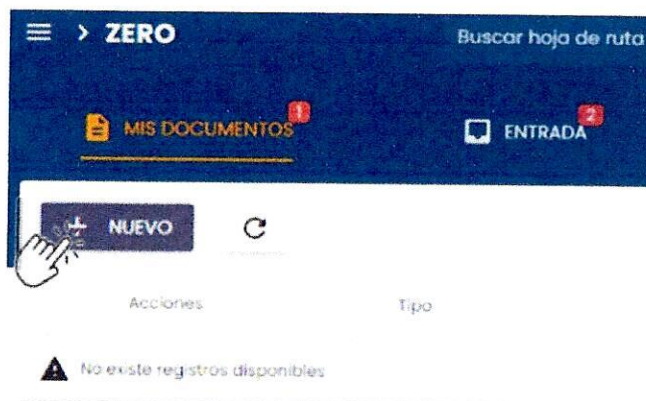 > ZERO Buscar hoja de ruta
MIS DOCUMENTOS 1 ENTRADA 2
+ NUEVO
Acciones Tipo
No existe registros disponibles